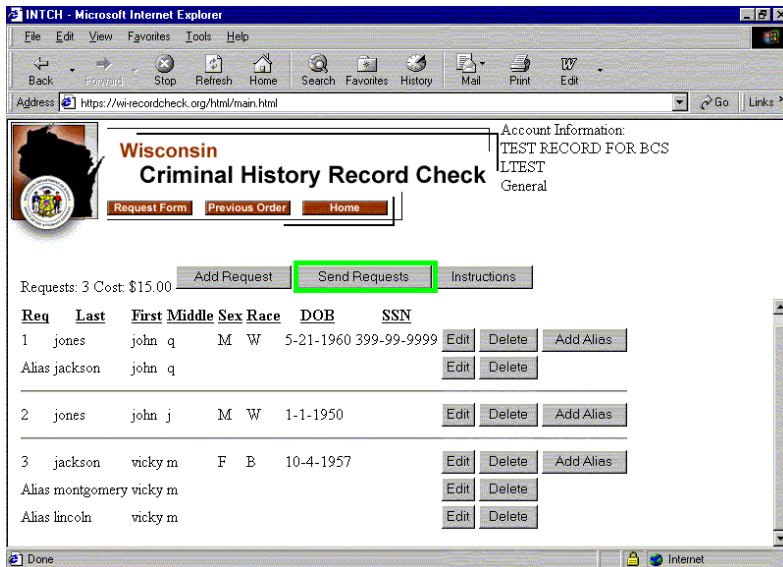 INTCH - Microsoft Internet Explorer
File Edit View Favorites Tools Help
Back Forward Stop Refresh Home Search Favorites History Mail Print Edit
Address https://wi-recordcheck.org/html/main.html Go Links
Wisconsin
Criminal History Record Check
Request Form Previous Order Home
Account Information:
TEST RECORD FOR BCS
LTEST
General
Requests: 3 Cost: $15.00 Add Request Send Requests Instructions
Req Last First Middle Sex Race DOB SSN
1 jones john q M W 5-21-1960 399-99-9999 Edit Delete Add Alias
Alias jackson john q Edit Delete
2 jones john j M W 1-1-1950 Edit Delete Add Alias
3 jackson vicky m F B 10-4-1957 Edit Delete Add Alias
Alias montgomery vicky m Edit Delete
Alias lincoln vicky m Edit Delete
Done Internet